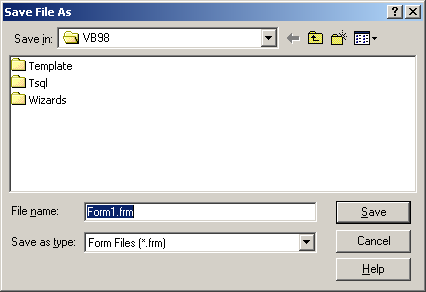 Save File As
Save in: VB98
Template
Tsql
Wizards
File name: Form1.frm Save
Save as type: Form Files (*.frm) Cancel
Help